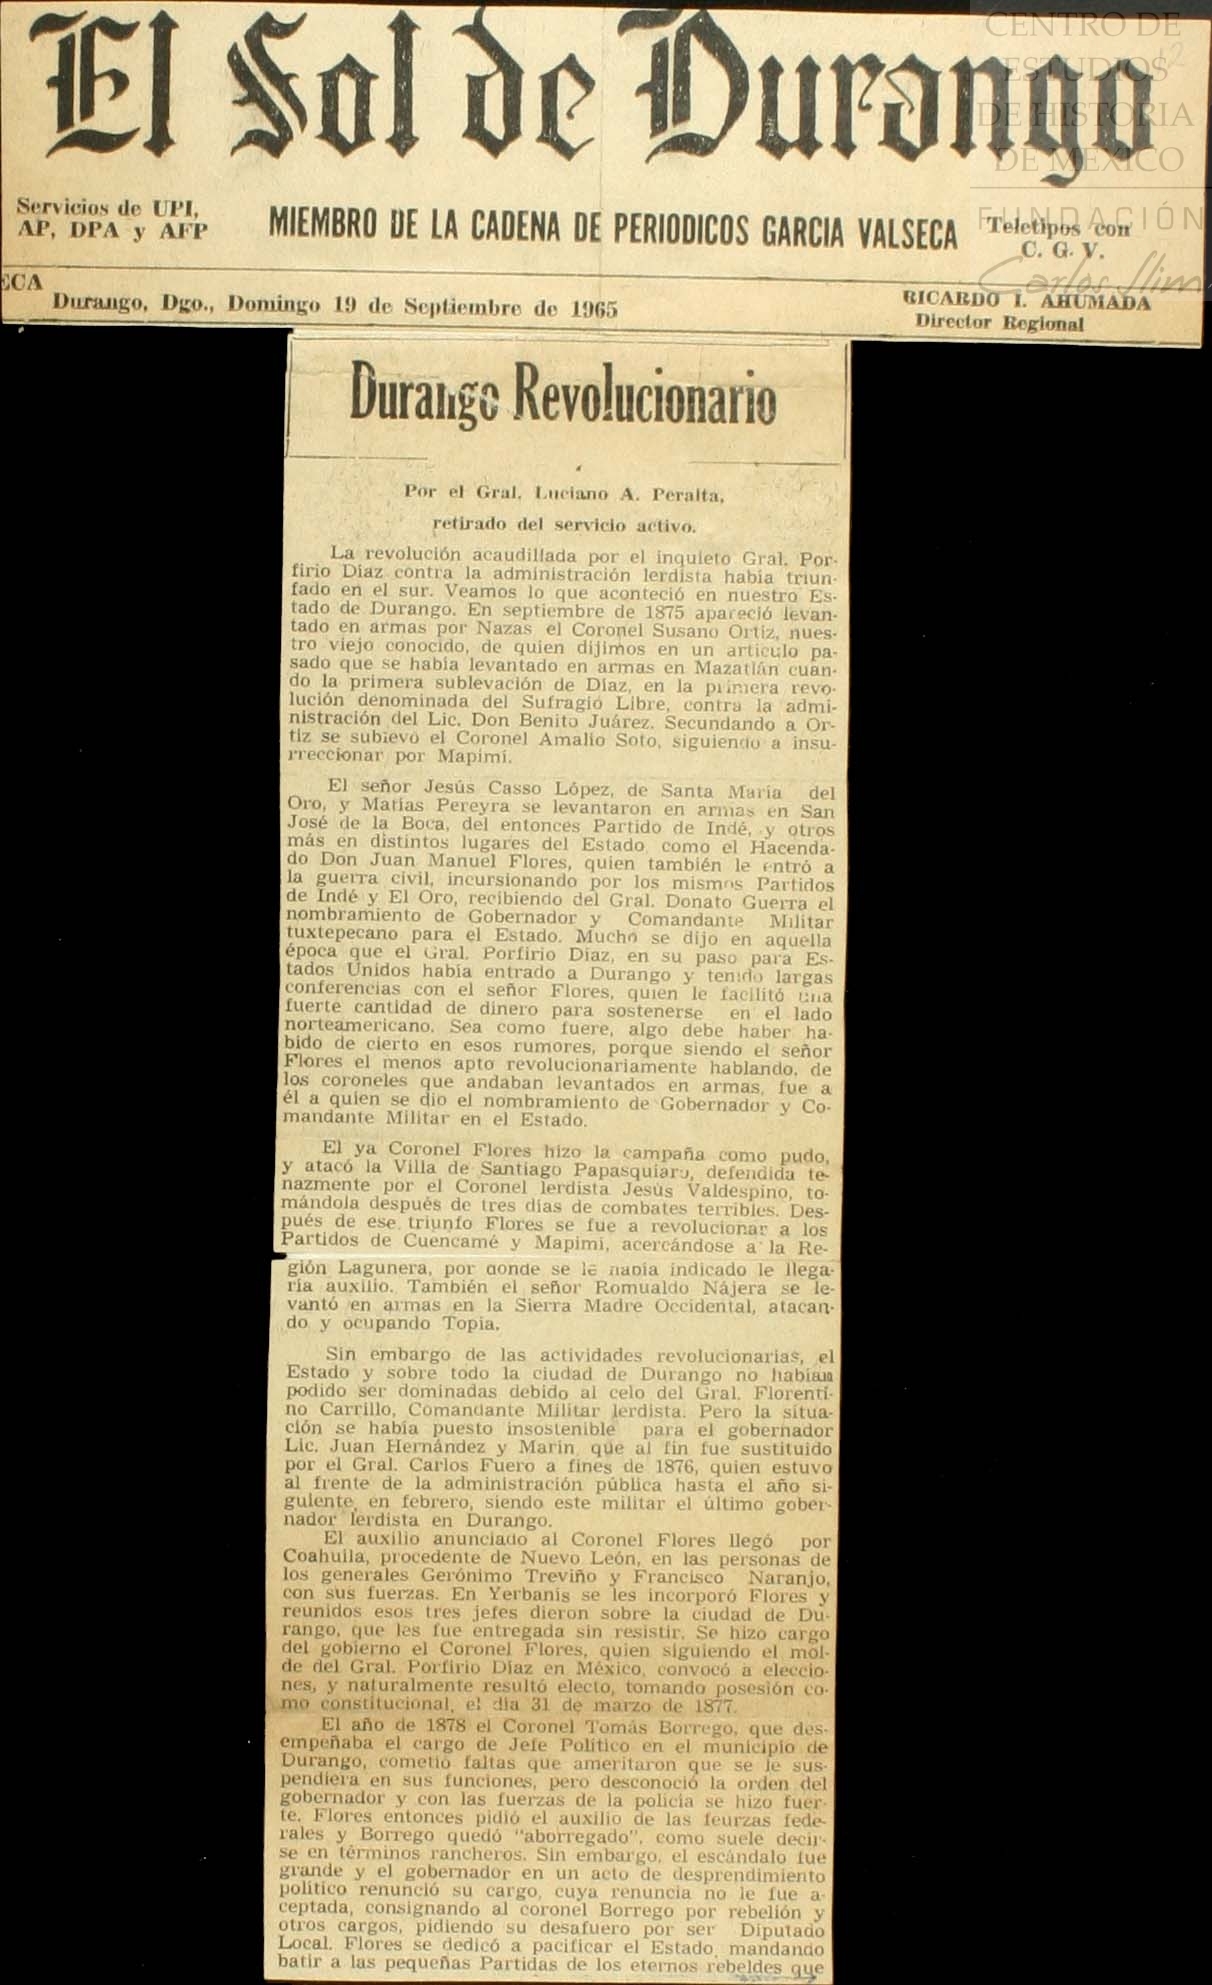 El Sol de Durango
CENTRO DE
ESTUDIOS
DE HISTORIA
DE MÉXICO
FUNDACIÓN
Carlos Slim
Servicios de UPI,
AP, DPA y AFP
MIEMBRO DE LA CADENA DE PERIODICOS GARCIA VALSECA
Teletipos con
C. G. V.
ECA
Durango, Dgo., Domingo 19 de Septiembre de 1965
RICARDO I. AHUMADA
Director Regional
Durango Revolucionario
Por el Gral. Luciano A. Peralta,
retirado del servicio activo.
La revolución acaudillada por el inquieto Gral. Por-
firio Díaz contra la administración lerdista había triun-
fado en el sur. Veamos lo que aconteció en nuestro Es-
tado de Durango. En septiembre de 1875 apareció levan-
tado en armas por Nazas el Coronel Susano Ortiz, nues-
tro viejo conocido, de quien dijimos en un artículo pa-
sado que se había levantado en armas en Mazatlán cuan-
do la primera sublevación de Díaz, en la primera revo-
lución denominada del Sufragió Libre, contra la admi-
nistración del Lic. Don Benito Juárez. Secundando a Or-
tiz se sublevó el Coronel Amalio Soto, siguiendo a insu-
rreccionar por Mapimí.
El señor Jesús Casso López, de Santa María del
Oro, y Matías Pereyra se levantaron en armas en San
José de la Boca, del entonces Partido de Indé, y otros
más en distintos lugares del Estado, como el Hacenda-
do Don Juan Manuel Flores, quien también le entró a
la guerra civil, incursionando por los mismos Partidos
de Indé y El Oro, recibiendo del Gral. Donato Guerra el
nombramiento de Gobernador y Comandante Militar
tuxtepecano para el Estado. Mucho se dijo en aquella
época que el Gral. Porfirio Díaz, en su paso para Es-
tados Unidos había entrado a Durango y tenido largas
conferencias con el señor Flores, quien le facilitó una
fuerte cantidad de dinero para sostenerse en el lado
norteamericano. Sea como fuere, algo debe haber ha-
bido de cierto en esos rumores, porque siendo el señor
Flores el menos apto revolucionariamente hablando, de
los coroneles que andaban levantados en armas, fue a
él a quien se dio el nombramiento de Gobernador y Co-
mandante Militar en el Estado.
El ya Coronel Flores hizo la campaña como pudo,
y atacó la Villa de Santiago Papasquiaro, defendida te-
nazmente por el Coronel lerdista Jesús Valdespino, to-
mándola después de tres días de combates terribles. Des-
pués de ese triunfo Flores se fue a revolucionar a los
Partidos de Cuencamé y Mapimí, acercándose a la Re-
gión Lagunera, por donde se le había indicado le llega-
ría auxilio. También el señor Romualdo Nájera se le-
vantó en armas en la Sierra Madre Occidental, atacan-
do y ocupando Topia.
Sin embargo de las actividades revolucionarias, el
Estado y sobre todo la ciudad de Durango no habían
podido ser dominadas debido al celo del Gral. Florenti-
no Carrillo, Comandante Militar lerdista. Pero la situa-
ción se había puesto insostenible para el gobernador
Lic. Juan Hernández y Marín, que al fin fue sustituido
por el Gral. Carlos Fuero a fines de 1876, quien estuvo
al frente de la administración pública hasta el año si-
guiente, en febrero, siendo este militar el último gober-
nador lerdista en Durango.
El auxilio anunciado al Coronel Flores llegó por
Coahuila, procedente de Nuevo León, en las personas de
los generales Gerónimo Treviño y Francisco Naranjo,
con sus fuerzas. En Yerbanís se les incorporó Flores y
reunidos esos tres jefes dieron sobre la ciudad de Du-
rango, que les fue entregada sin resistir. Se hizo cargo
del gobierno el Coronel Flores, quien siguiendo el mol-
de del Gral. Porfirio Díaz en México, convocó a eleccio-
nes, y naturalmente resultó electo, tomando posesión co-
mo constitucional, el día 31 de marzo de 1877.
El año de 1878 el Coronel Tomás Borrego, que des-
empeñaba el cargo de Jefe Político en el municipio de
Durango, cometió faltas que ameritaron que se le sus-
pendiera en sus funciones, pero desconoció la orden del
gobernador y con las fuerzas de la policía se hizo fuer-
te. Flores entonces pidió el auxilio de las feurzas fede-
rales y Borrego quedó "aborregado", como suele decir-
se en términos rancheros. Sin embargo, el escándalo fue
grande y el gobernador en un acto de desprendimiento
político renunció su cargo, cuya renuncia no le fue a-
ceptada, consignando al coronel Borrego por rebelión y
otros cargos, pidiendo su desafuero por ser Diputado
Local. Flores se dedicó a pacificar el Estado, mandando
batir a las pequeñas Partidas de los eternos rebeldes que